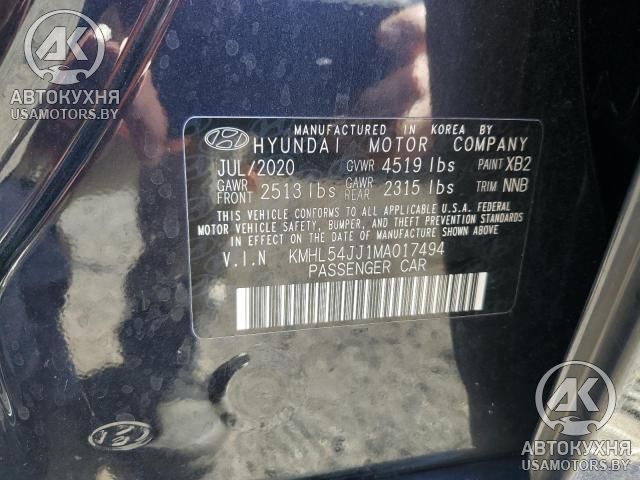 AK
АВТОКУХНЯ
USAMOTORS.BY
MANUFACTURED IN KOREA BY
HYUNDAI MOTOR COMPANY
JUL/2020 GVWR 4519 lbs PAINT XB2
GAWR FRONT 2513 lbs GAWR REAR 2315 lbs TRIM NNB
THIS VEHICLE CONFORMS TO ALL APPLICABLE U.S.A. FEDERAL
MOTOR VEHICLE SAFETY, BUMPER, AND THEFT PREVENTION STANDARDS
IN EFFECT ON THE DATE OF MANUFACTURE SHOWN ABOVE.
V.I.N KMHL54JJ1MA017494
PASSENGER CAR
AK
АВТОКУХНЯ
USAMOTORS.BY